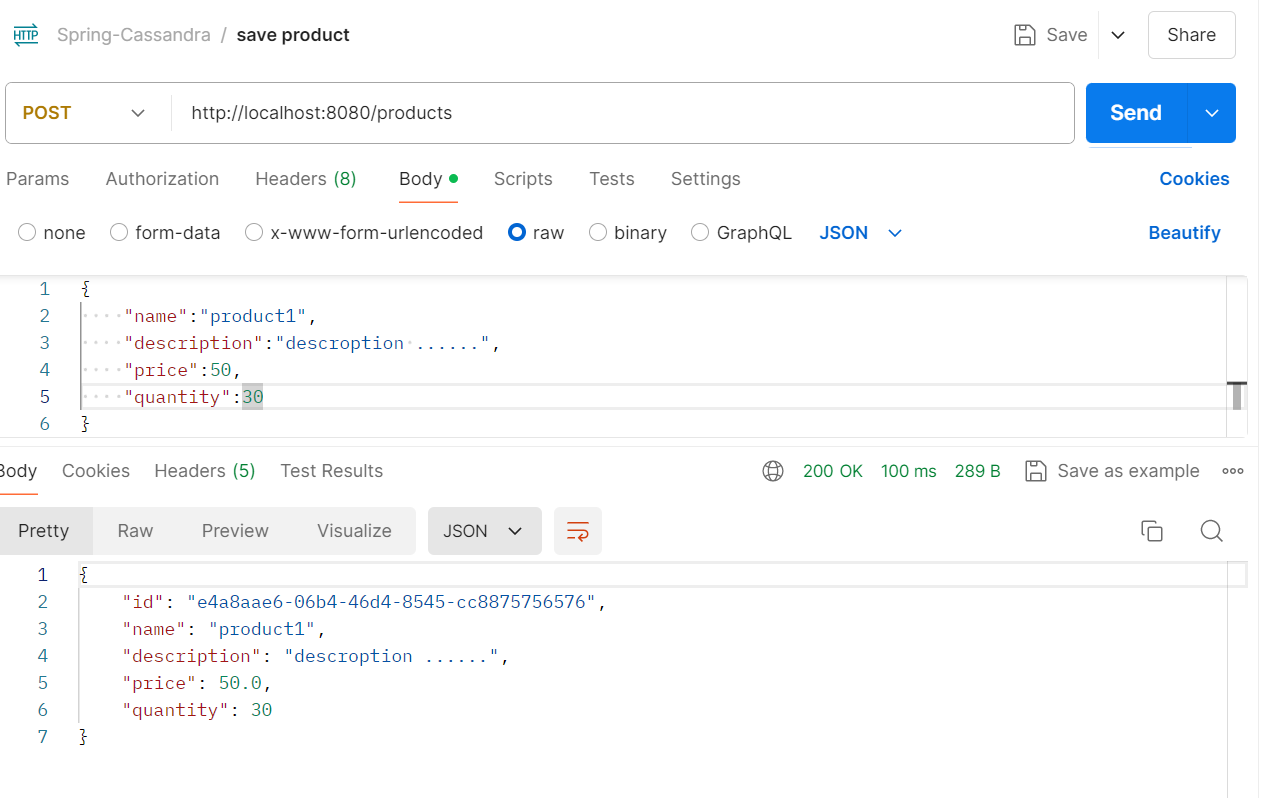 HTTP Spring-Cassandra / save product Save Share
POST http://localhost:8080/products Send
Params Authorization Headers (8) Body Scripts Tests Settings Cookies
none form-data x-www-form-urlencoded raw binary GraphQL JSON Beautify
1 {
2 ····"name":"product1",
3 ····"description":"descroption·......",
4 ····"price":50,
5 ····"quantity":30
6 }
Body Cookies Headers (5) Test Results 200 OK 100 ms 289 B Save as example
Pretty Raw Preview Visualize JSON
1 {
2 "id": "e4a8aae6-06b4-46d4-8545-cc8875756576",
3 "name": "product1",
4 "description": "descroption ......",
5 "price": 50.0,
6 "quantity": 30
7 }